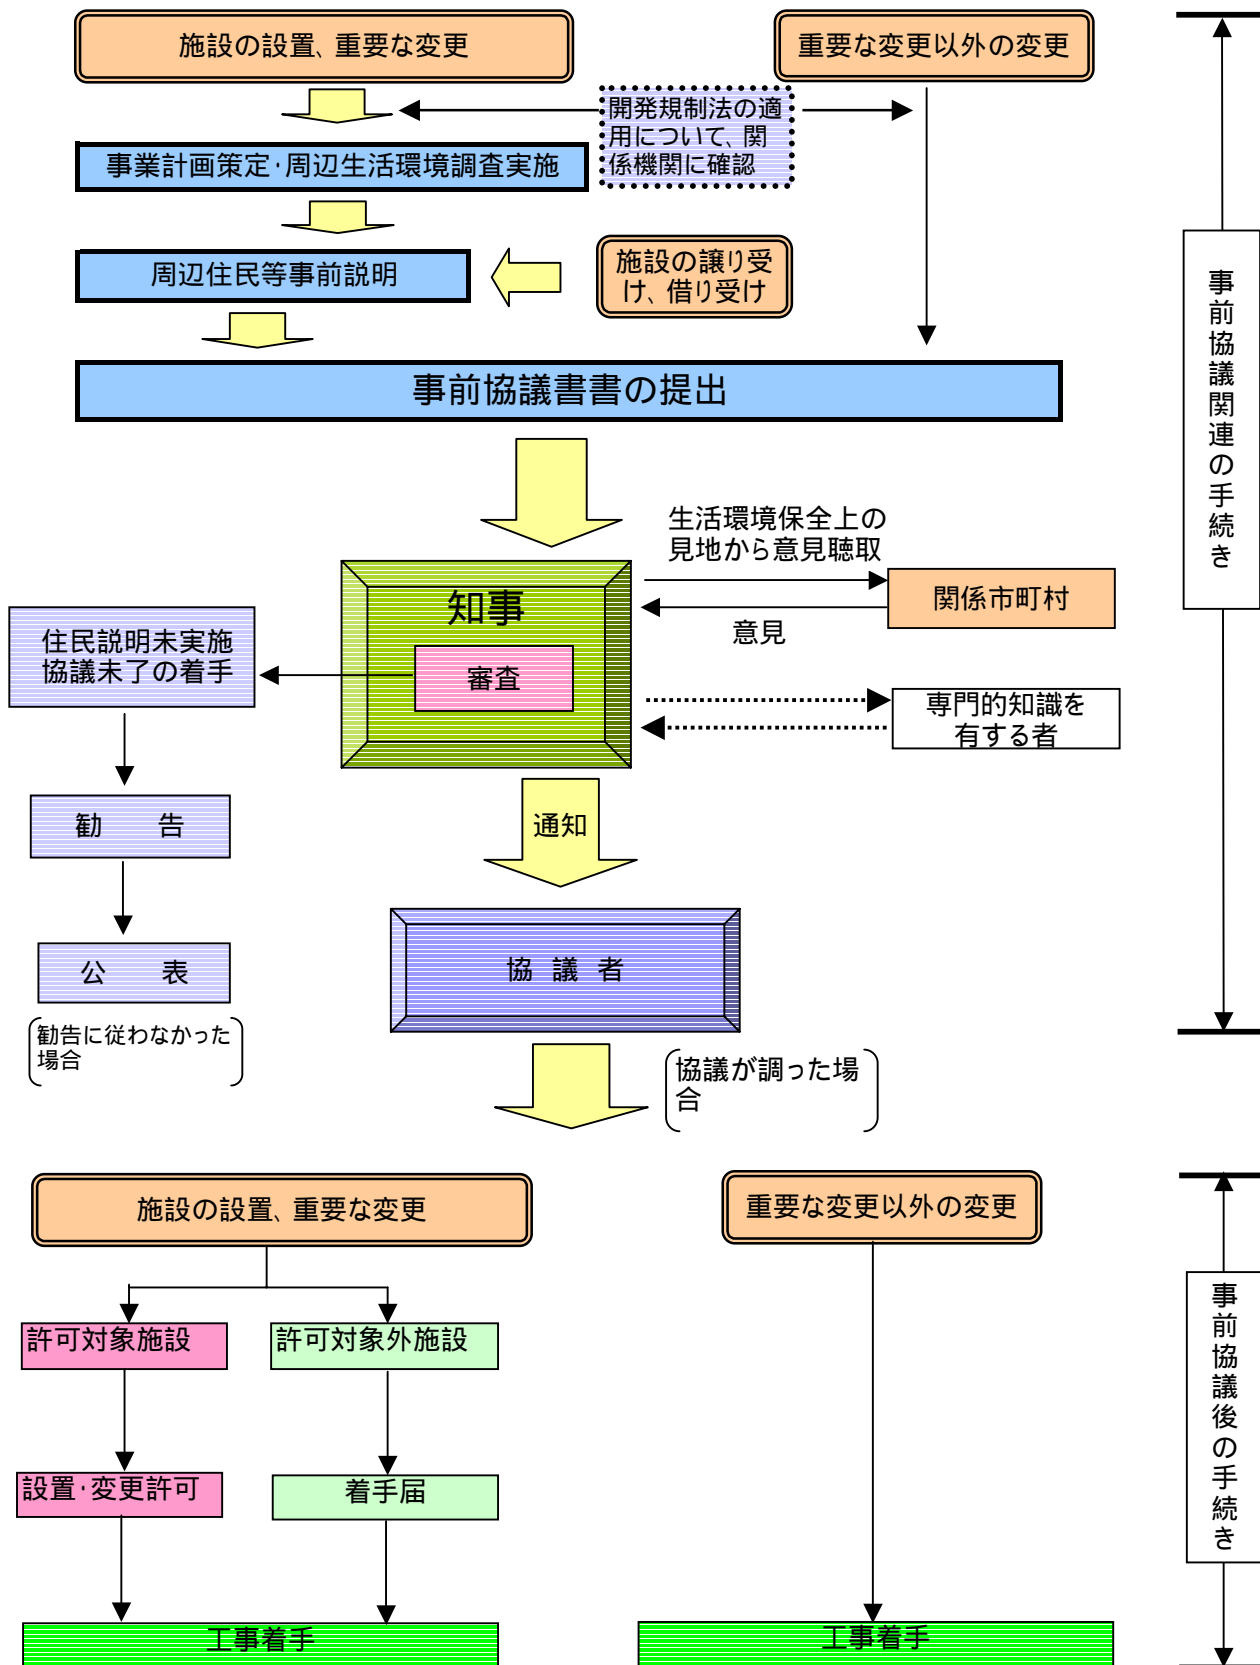 施設の設置、重要な変更
重要な変更以外の変更
開発規制法の適
用について、関
係機関に確認
事業計画策定・周辺生活環境調査実施
周辺住民等事前説明
施設の譲り受
け、借り受け
事前協議書書の提出
事前協議関連の手続き
生活環境保全上の
見地から意見聴取
知事
関係市町村
意見
住民説明未実施
協議未了の着手
審査
専門的知識を
有する者
勧　告
通知
公　表
勧告に従わなかった
場合
協 議 者
協議が調った場
合
施設の設置、重要な変更
重要な変更以外の変更
事前協議後の手続き
許可対象施設
許可対象外施設
設置・変更許可
着手届
工事着手
工事着手